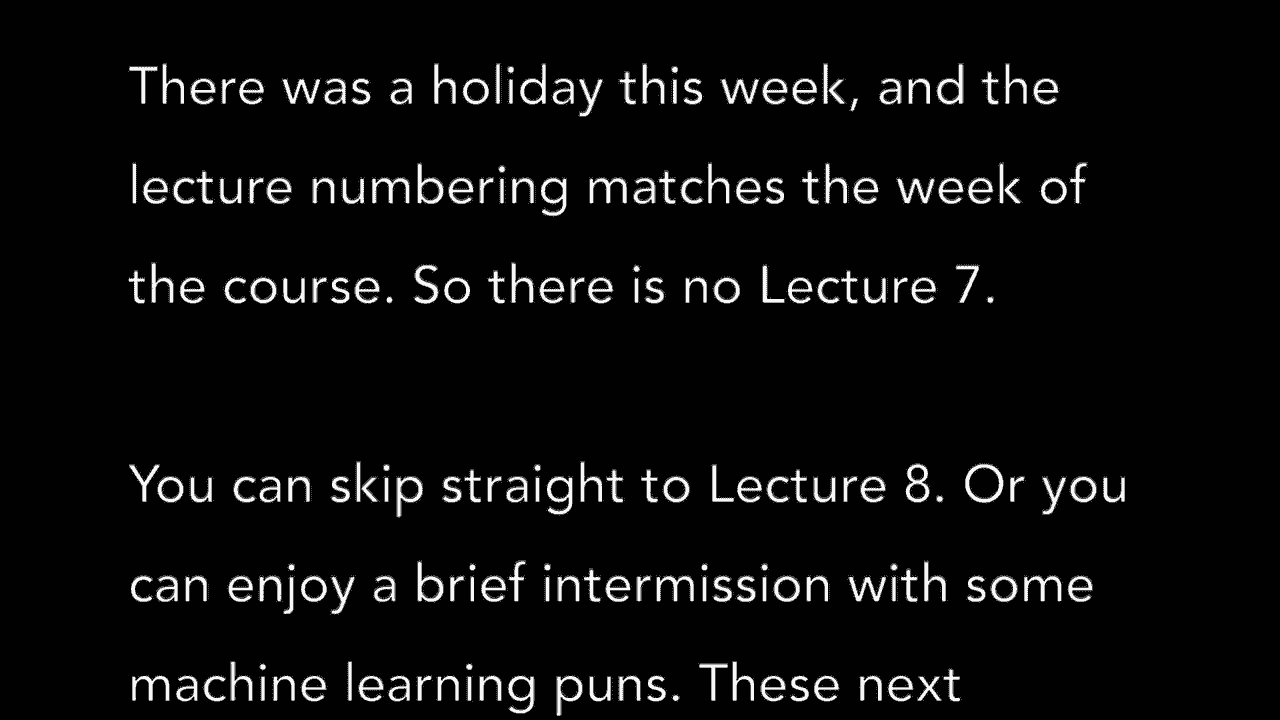 There was a holiday this week, and the
lecture numbering matches the week of
the course. So there is no Lecture 7.
You can skip straight to Lecture 8. Or you
can enjoy a brief intermission with some
machine learning puns. These next